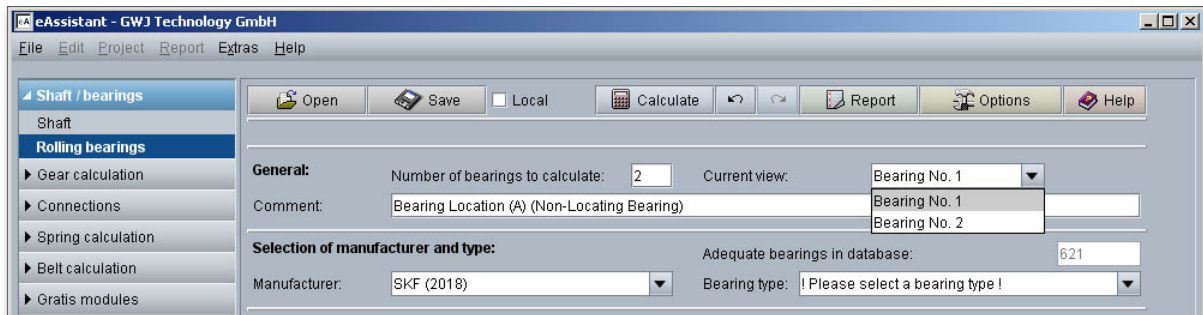 eA eAssistant - GWJ Technology GmbH
File Edit Project Report Extras Help
Shaft / bearings
Shaft
Rolling bearings
Gear calculation
Connections
Spring calculation
Belt calculation
Gratis modules
Open Save Local Calculate Report Options Help
General: Number of bearings to calculate: 2 Current view: Bearing No. 1
Bearing No. 1
Bearing No. 2
Comment: Bearing Location (A) (Non-Locating Bearing)
Selection of manufacturer and type: Adequate bearings in database: 621
Manufacturer: SKF (2018) Bearing type: ! Please select a bearing type !